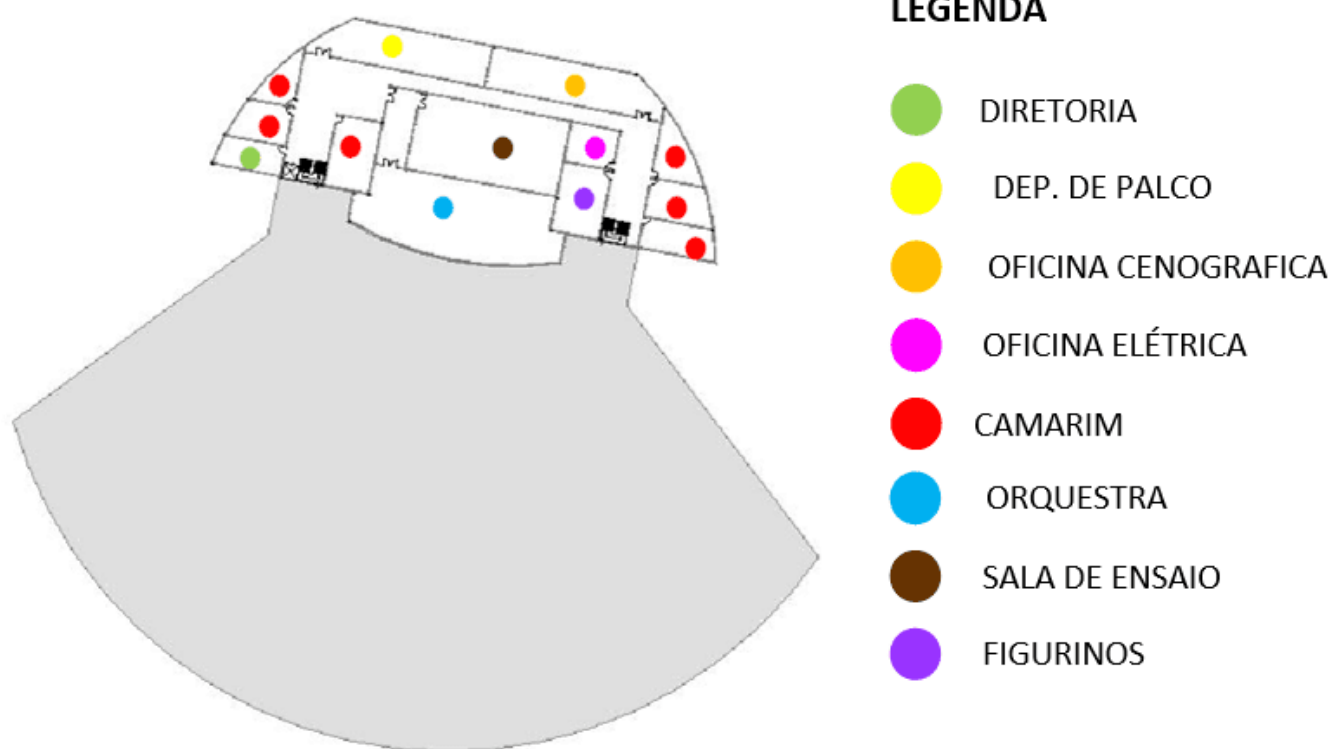 LEGENDA
DIRETORIA
DEP. DE PALCO
OFICINA CENOGRAFICA
OFICINA ELÉTRICA
CAMARIM
ORQUESTRA
SALA DE ENSAIO
FIGURINOS